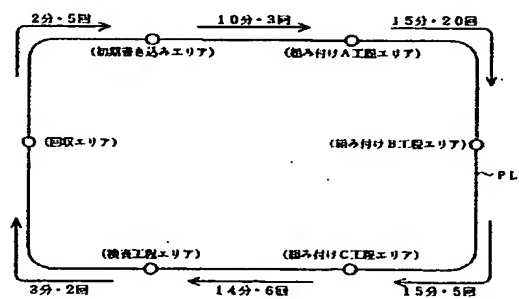 2分・5回
10分・3回
15分・20回
(初期書き込みエリア)
(組み付けA工程エリア)
(回収エリア)
(組み付けB工程エリア)
PL
(検査工程エリア)
(組み付けC工程エリア)
3分・2回
14分・6回
15分・5回